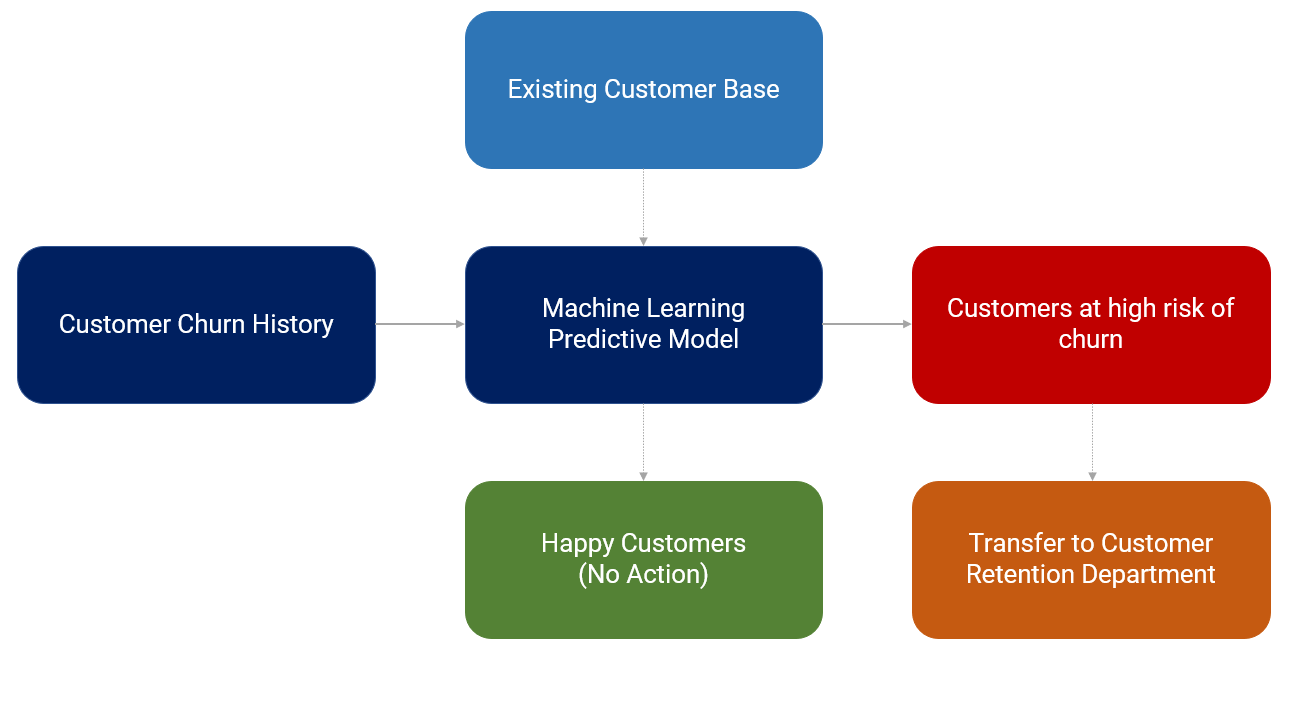 Existing Customer Base
Customer Churn History
Machine Learning
Predictive Model
Customers at high risk of
churn
Happy Customers
(No Action)
Transfer to Customer
Retention Department